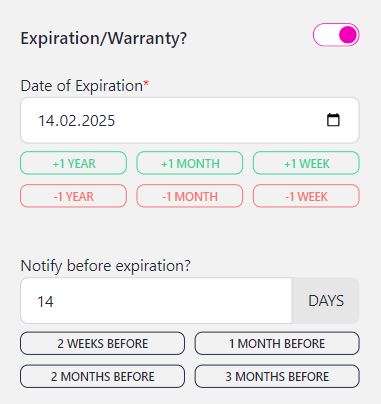 Expiration/Warranty?
Date of Expiration*
14.02.2025
+1 YEAR +1 MONTH +1 WEEK
-1 YEAR -1 MONTH -1 WEEK
Notify before expiration?
14 DAYS
2 WEEKS BEFORE 1 MONTH BEFORE
2 MONTHS BEFORE 3 MONTHS BEFORE